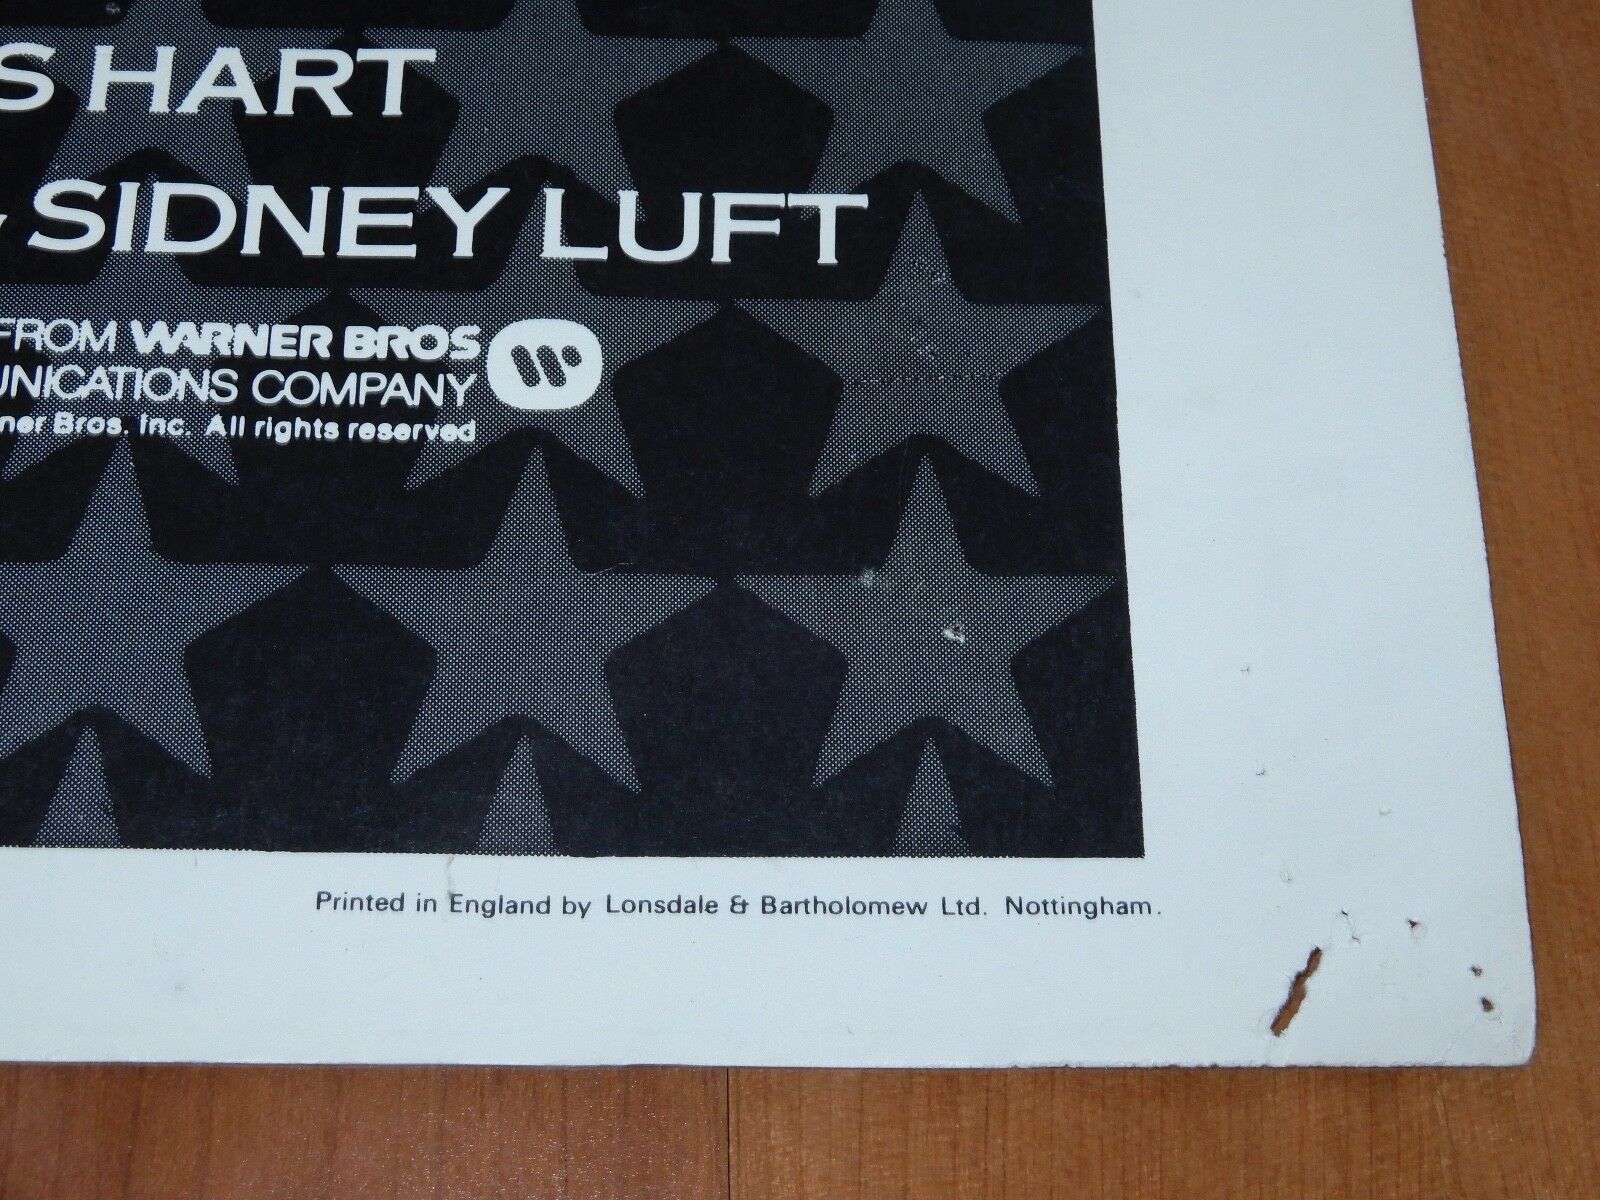 S HART
SIDNEY LUFT
FROM WARNER BROS
UNICATIONS COMPANY
ner Bros. Inc. All rights reserved
Printed in England by Lonsdale & Bartholomew Ltd. Nottingham.